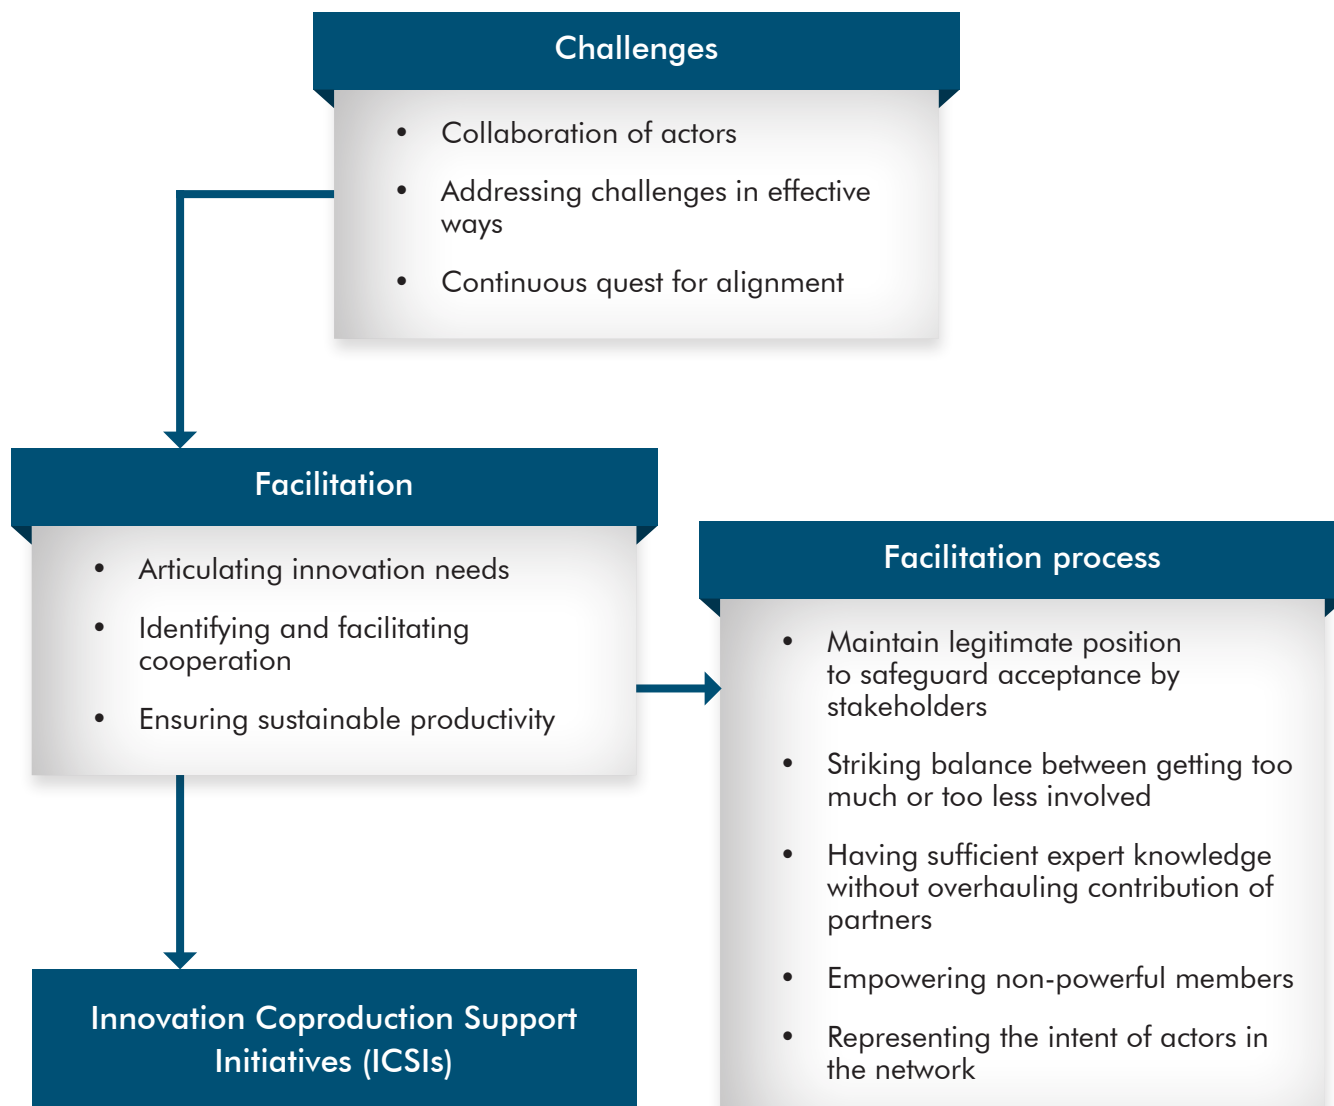 Challenges
• Collaboration of actors
• Addressing challenges in effective
ways
• Continuous quest for alignment
Facilitation
• Articulating innovation needs
• Identifying and facilitating
cooperation
• Ensuring sustainable productivity
Facilitation process
• Maintain legitimate position
to safeguard acceptance by
stakeholders
• Striking balance between getting too
much or too less involved
• Having sufficient expert knowledge
without overhauling contribution of
partners
• Empowering non-powerful members
• Representing the intent of actors in
the network
Innovation Coproduction Support
Initiatives (ICSIs)